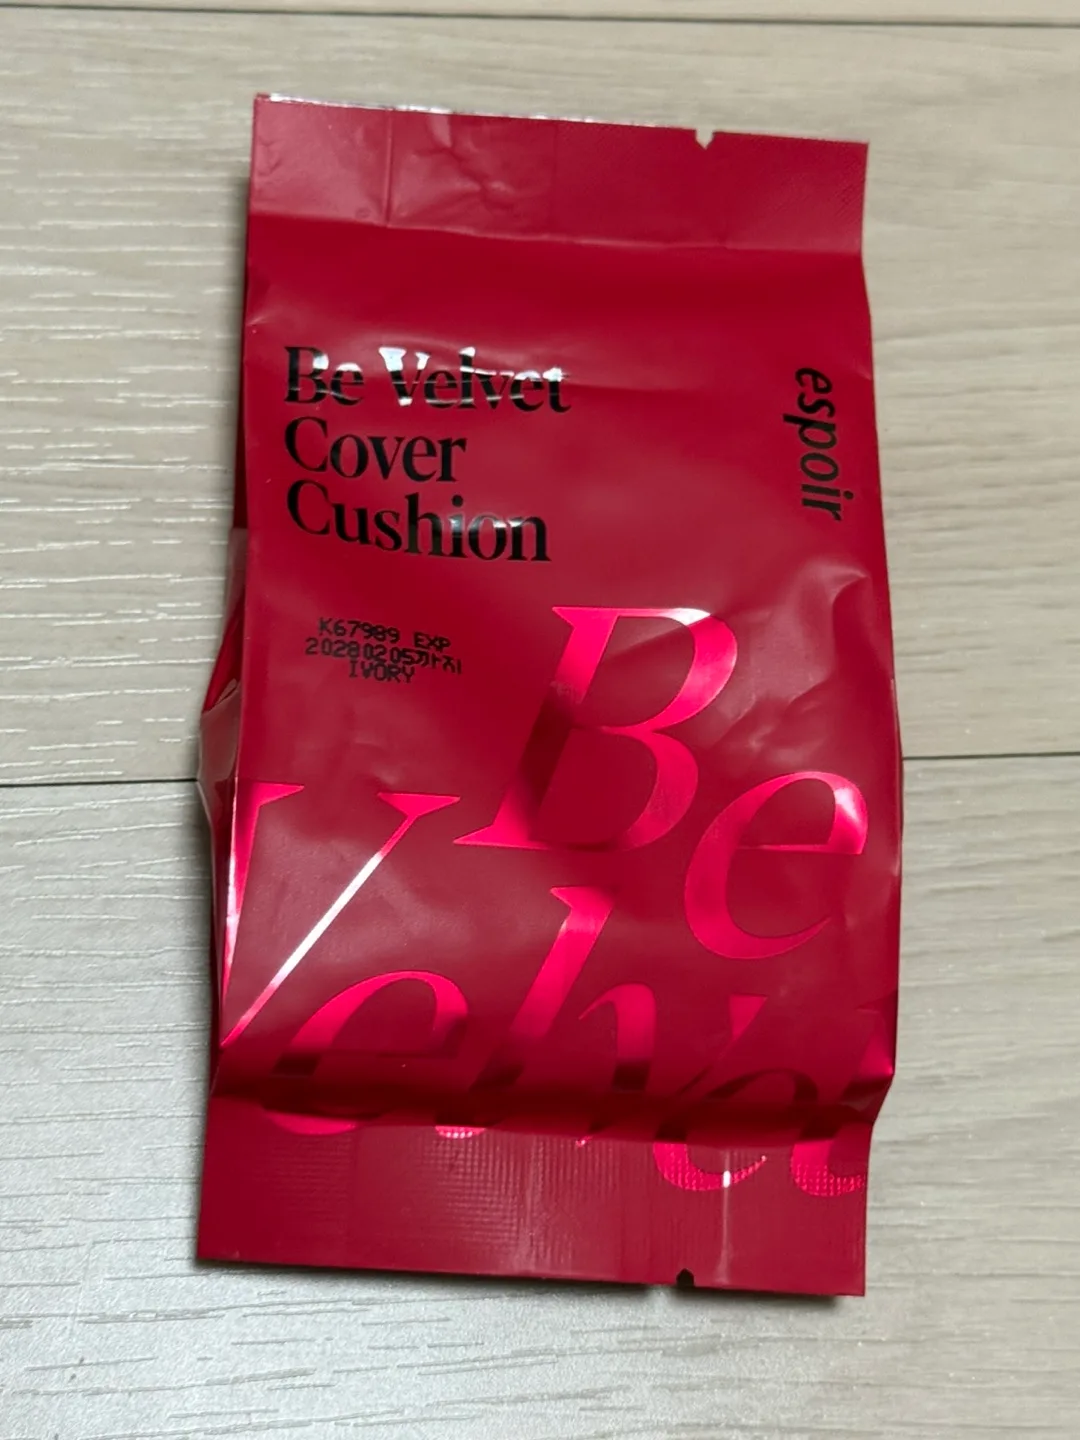 Be Velvet
Cover
Cushion
espoir
K67989 EXP
20280205까지
IVORY
Be
Velvet